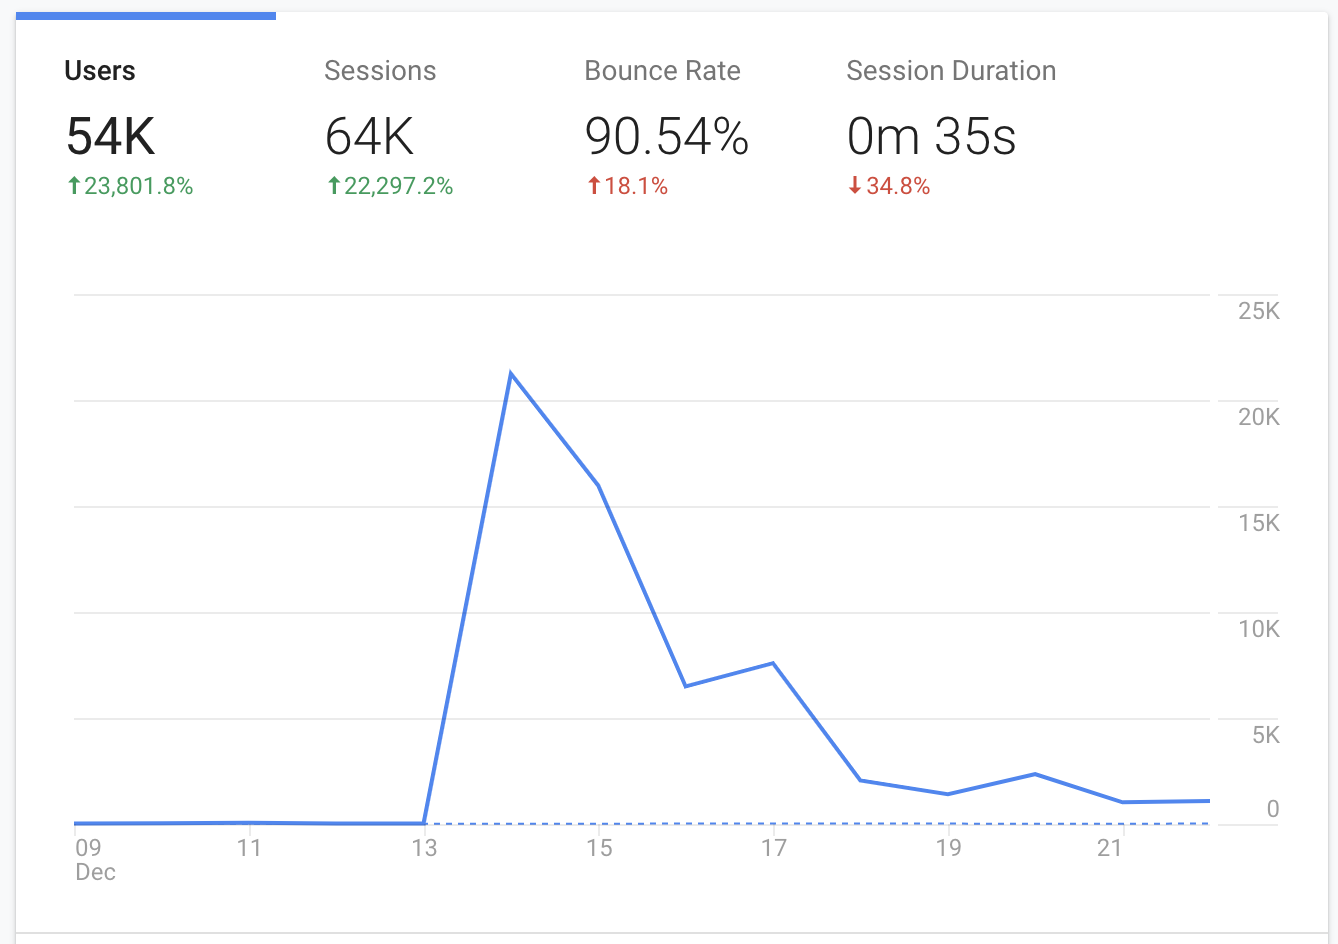 Users Sessions Bounce Rate Session Duration
54K 64K 90.54% 0m 35s
↑23,801.8% ↑22,297.2% ↑18.1% ↓34.8%
25K
20K
15K
10K
5K
0
09 11 13 15 17 19 21
Dec